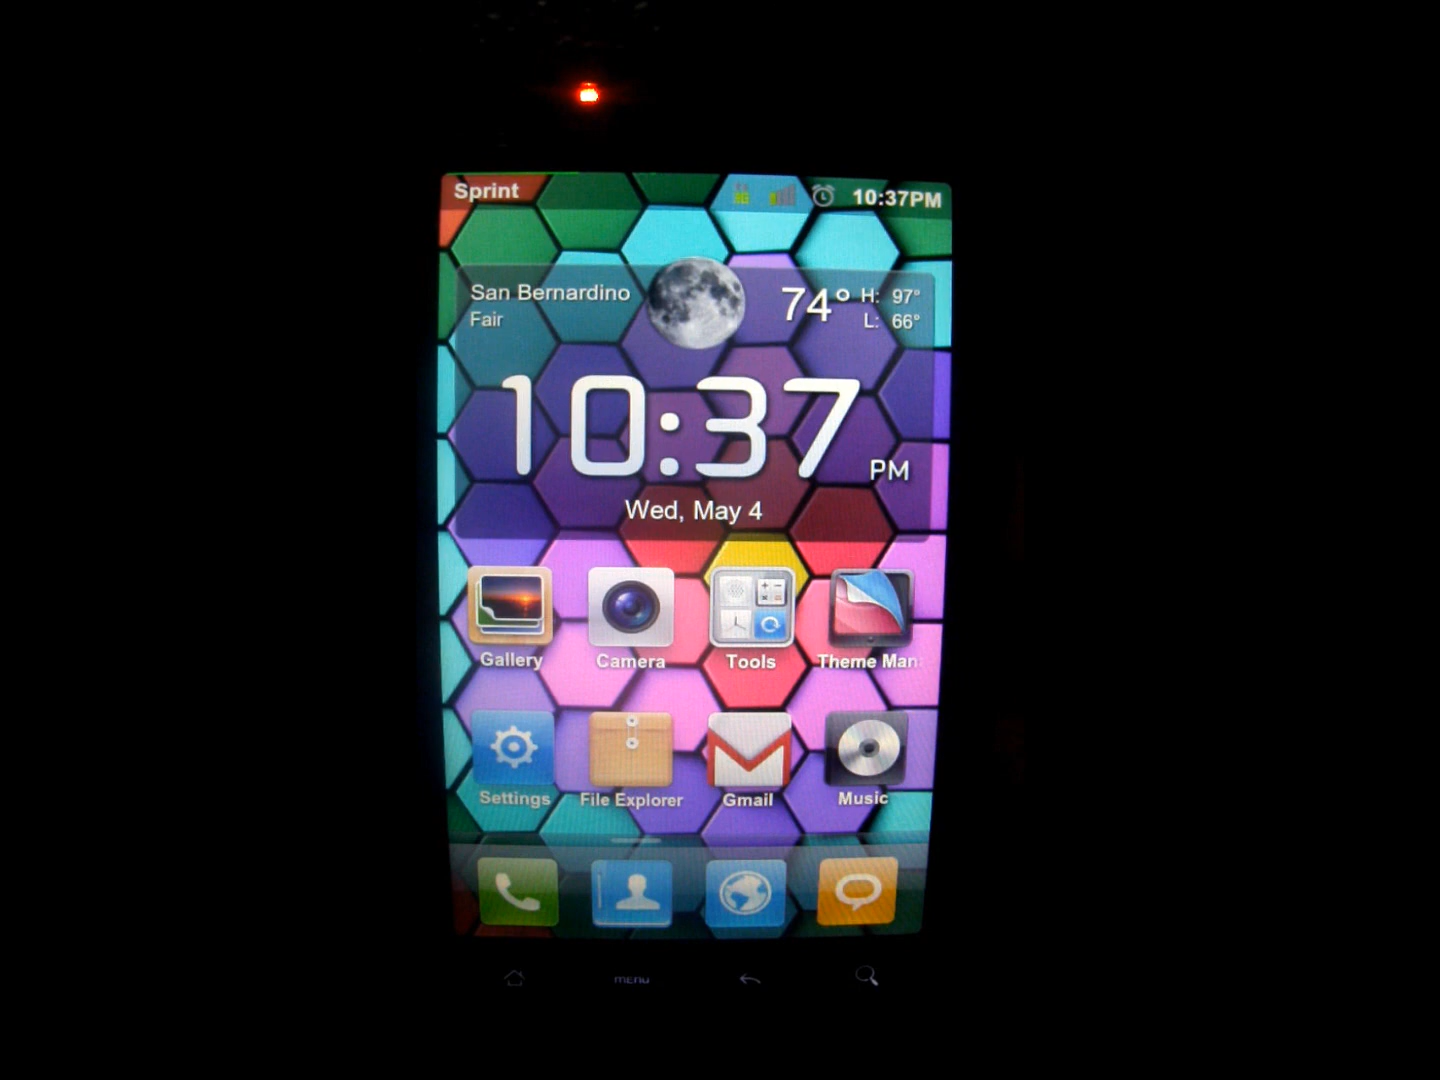 Sprint 10:37PM
San Bernardino 74° H: 97°
Fair L: 66°
10:37 PM
Wed, May 4
Gallery Camera Tools Theme Man
Settings File Explorer Gmail Music
menu